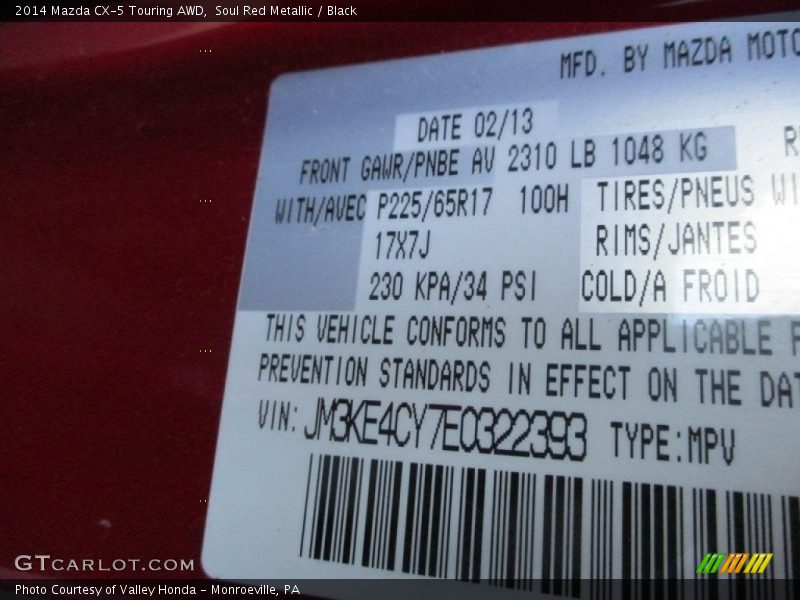 2014 Mazda CX-5 Touring AWD,  Soul Red Metallic / Black
MFD. BY MAZDA MOTO
DATE 02/13
FRONT GAWR/PNBE AV 2310 LB 1048 KG
WITH/AVEC P225/65R17 100H TIRES/PNEUS WI
17X7J RIMS/JANTES
230 KPA/34 PSI COLD/A FROID
THIS VEHICLE CONFORMS TO ALL APPLICABLE F
PREVENTION STANDARDS IN EFFECT ON THE DAT
VIN: JM3KE4CY7E0322393 TYPE:MPV
GTCARLOT.COM
Photo Courtesy of Valley Honda - Monroeville, PA